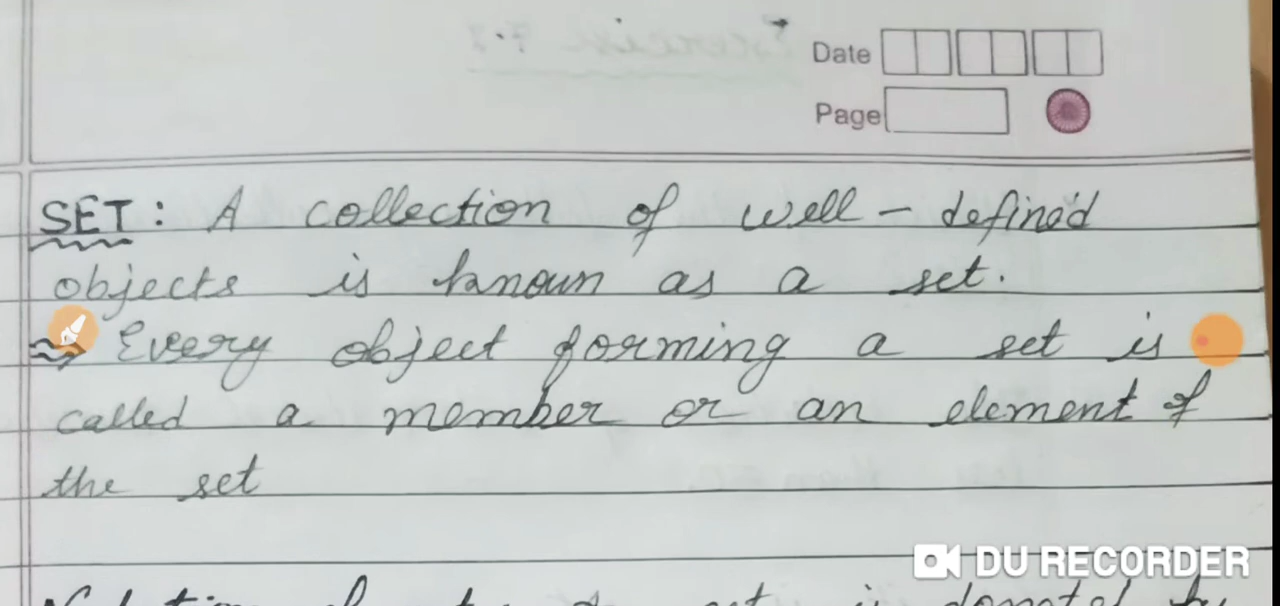 Date
Page
SET: A collection of well - defined
objects is known as a set.
⇒ Every object forming a set is
called a member or an element of
the set
DU RECORDER